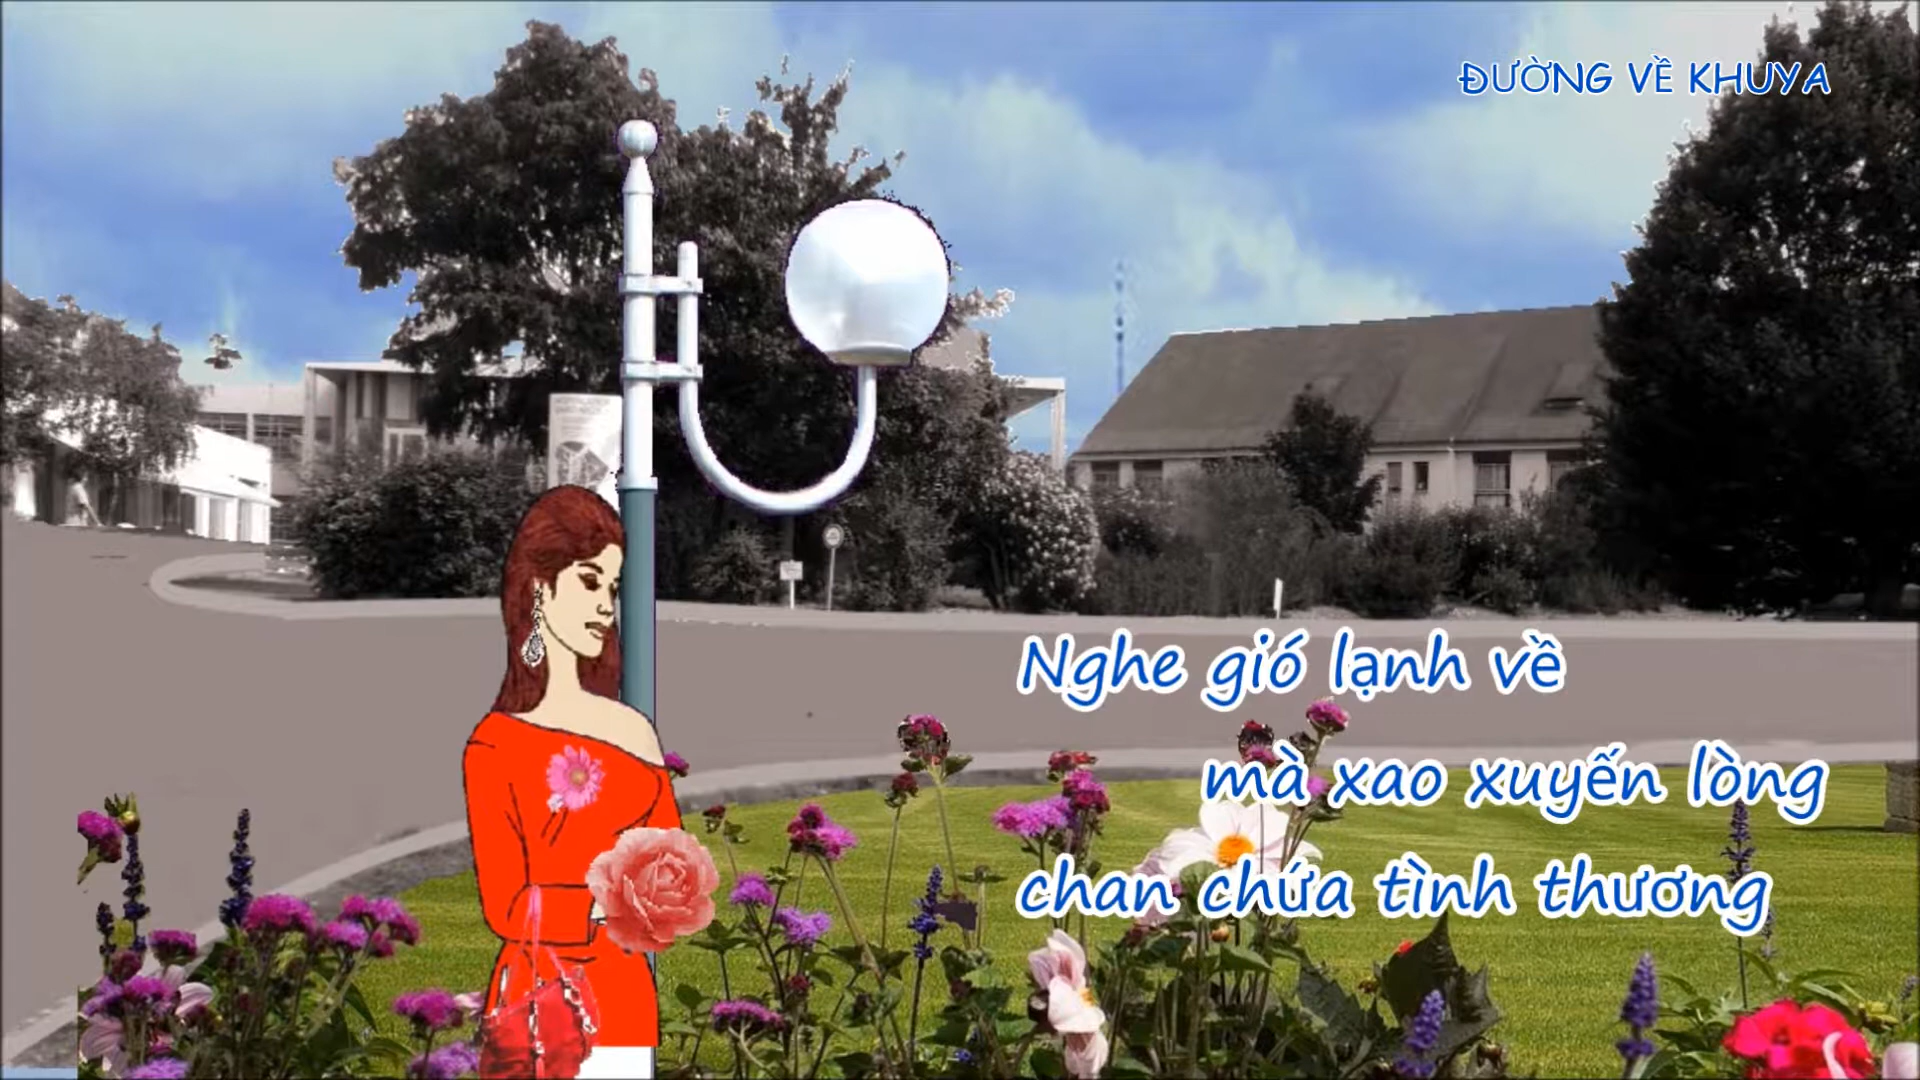 ĐƯỜNG VỀ KHUYA
Nghe gió lạnh về
mà xao xuyến lòng
chan chứa tình thương